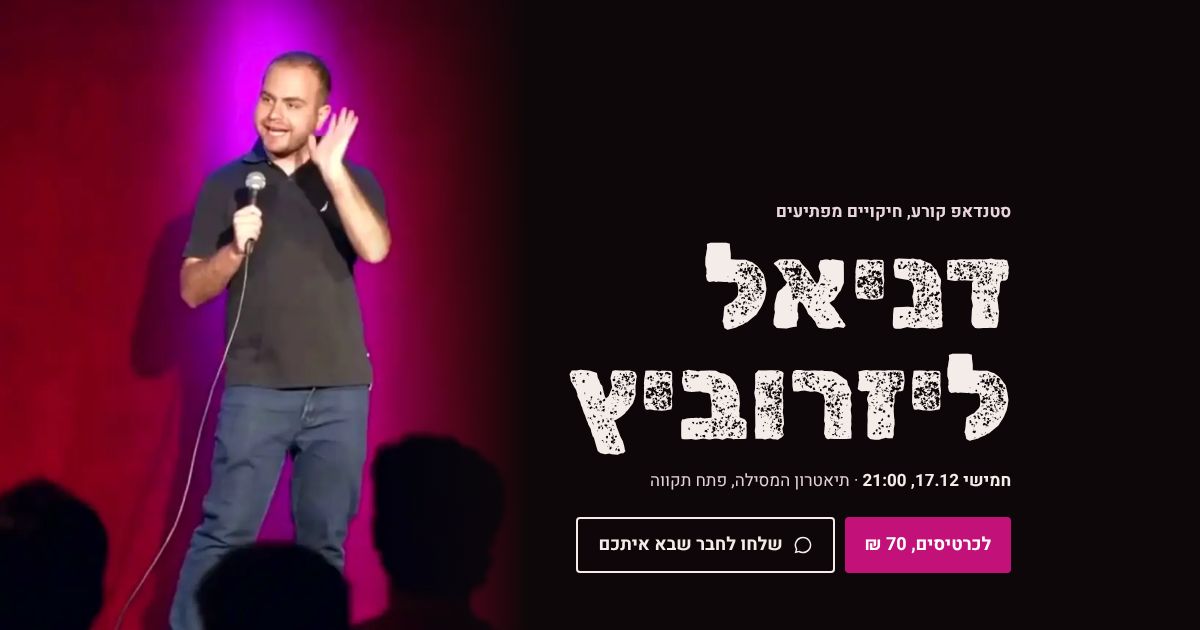 סטנדאפ קורע, חיקויים מפתיעים
דניאל
ליזרוביץ
חמישי 17.12, 21:00 · תיאטרון המסילה, פתח תקווה
לכרטיסים, 70 ₪
שלחו לחבר שבא איתכם